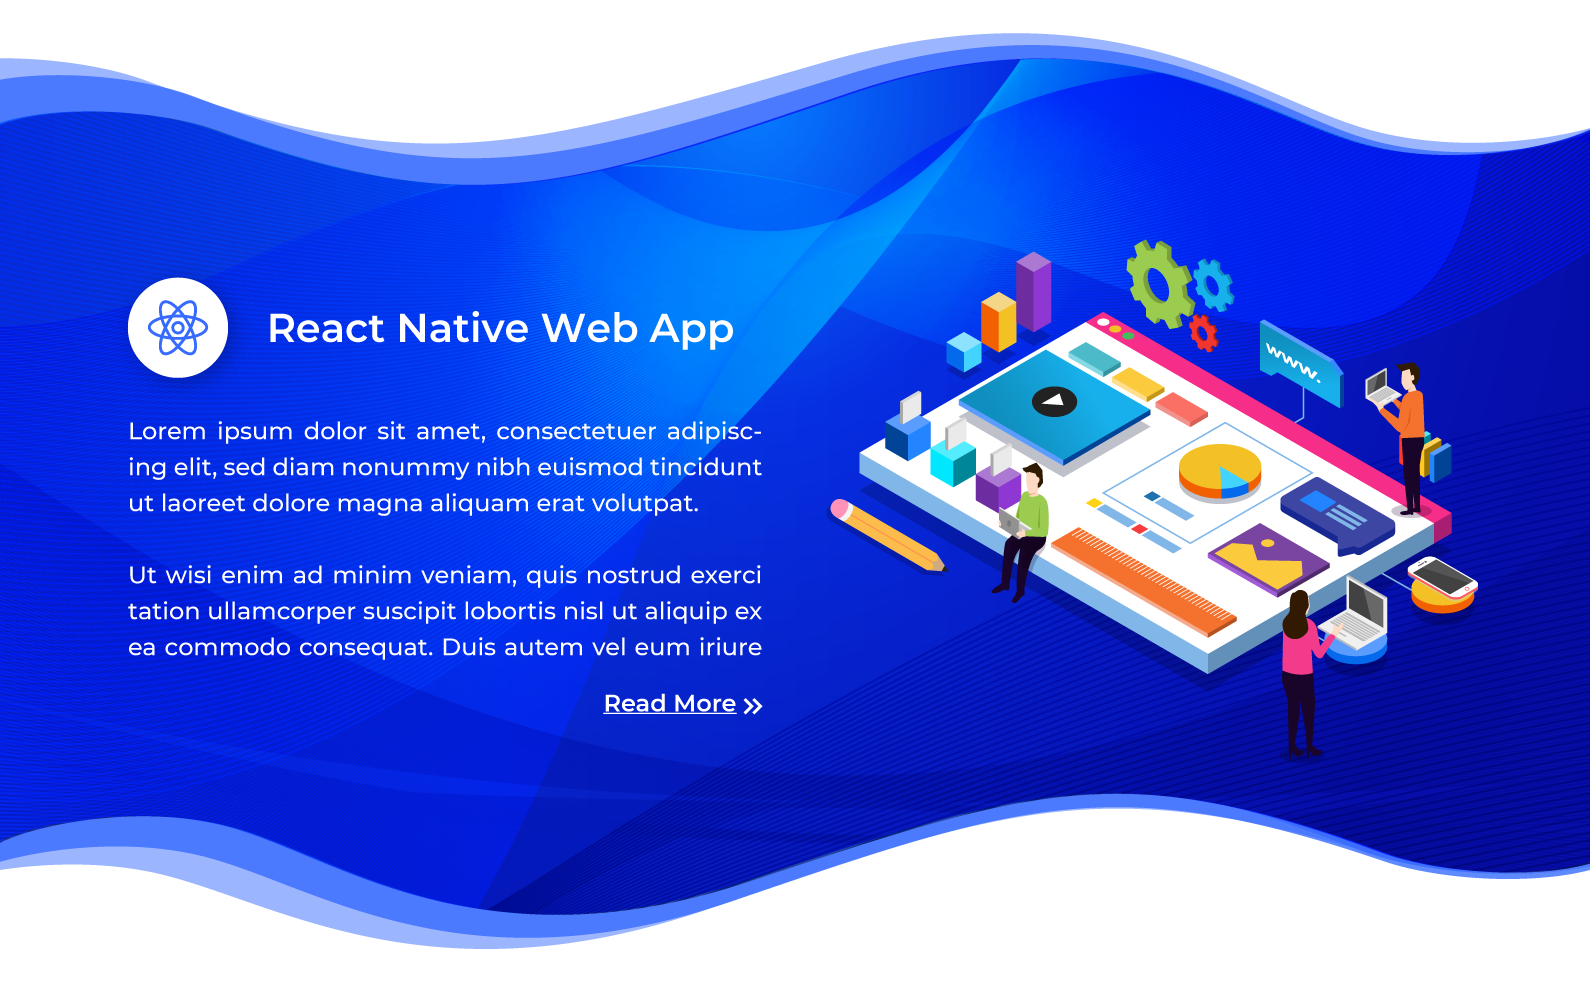 React Native Web App
Lorem ipsum dolor sit amet, consectetuer adipisc-
ing elit, sed diam nonummy nibh euismod tincidunt
ut laoreet dolore magna aliquam erat volutpat.
Ut wisi enim ad minim veniam, quis nostrud exerci
tation ullamcorper suscipit lobortis nisl ut aliquip ex
ea commodo consequat. Duis autem vel eum iriure
Read More
www.